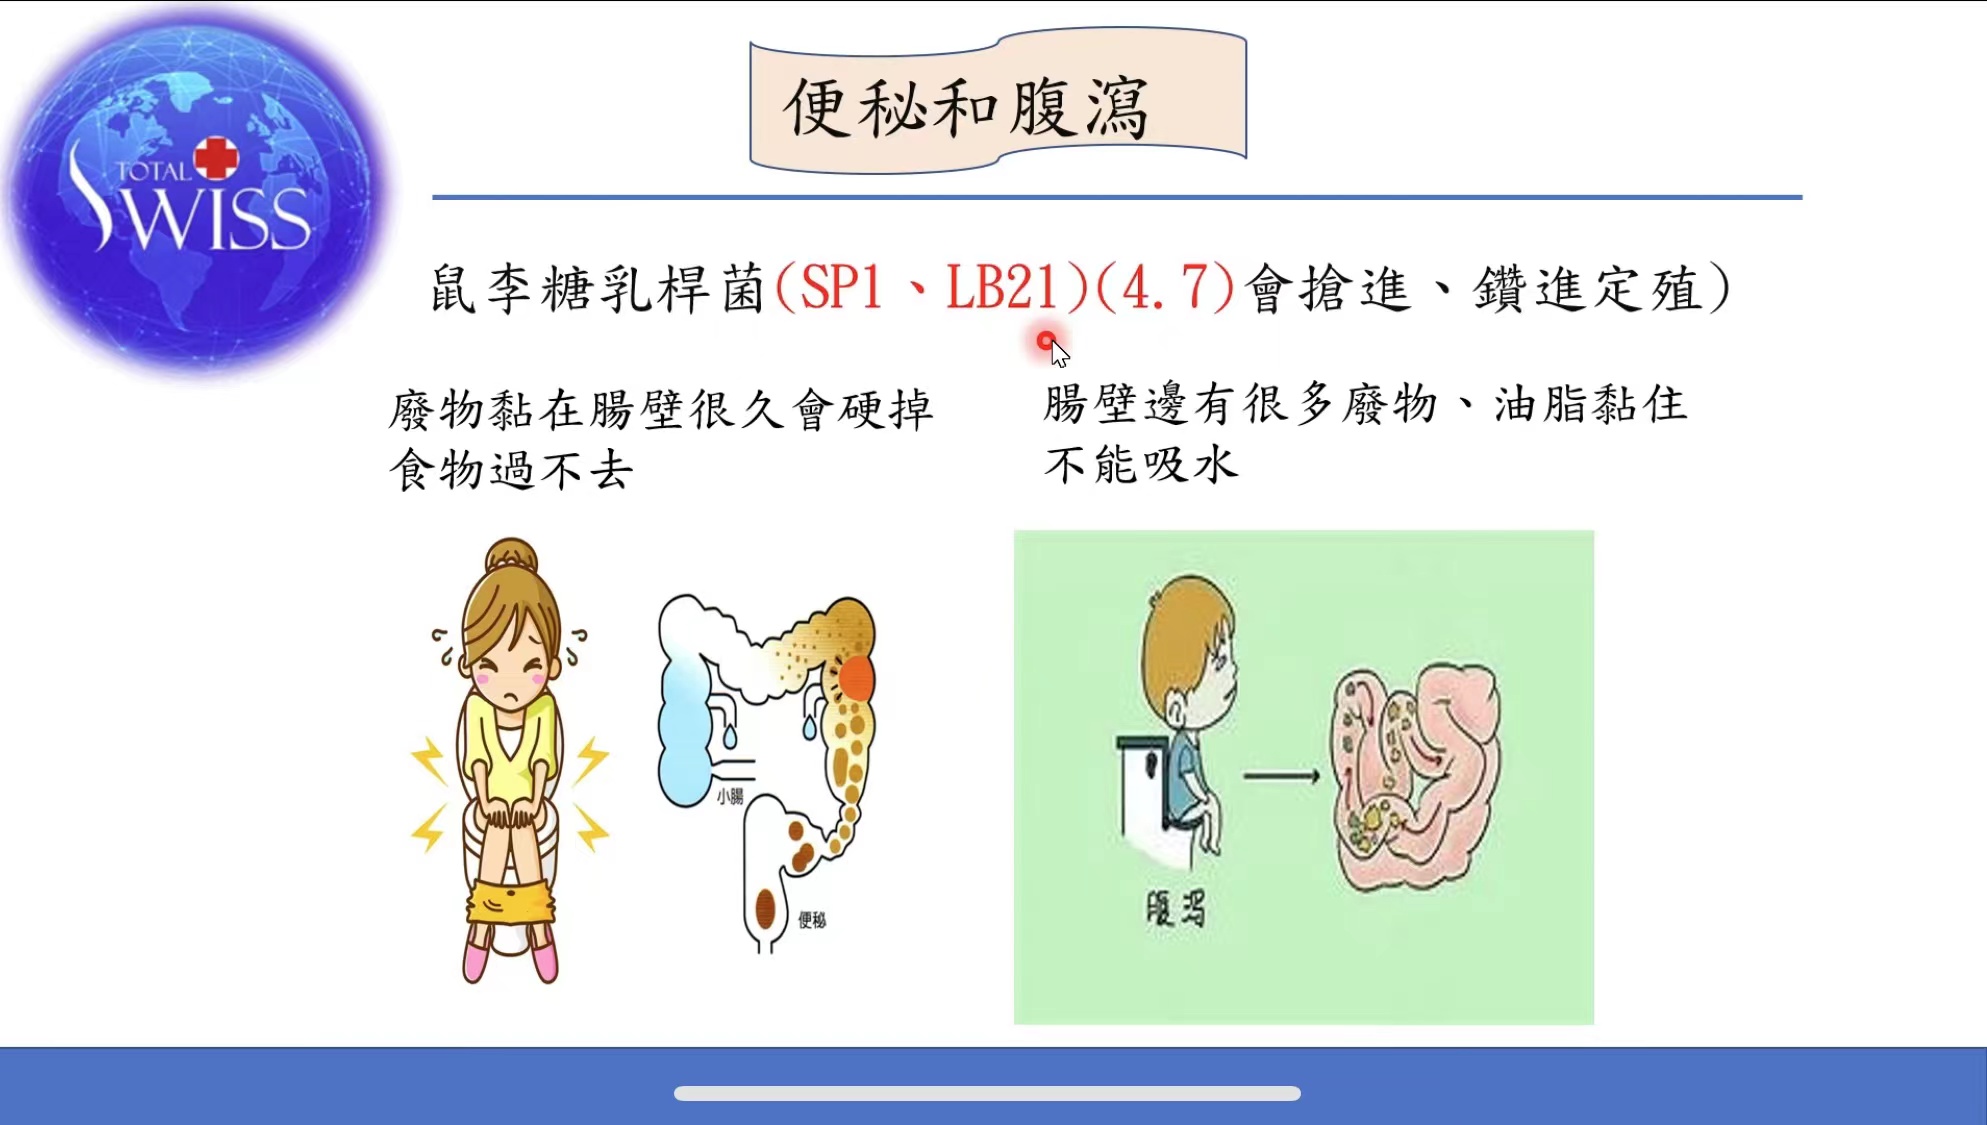 TOTAL
SWISS
便秘和腹瀉
鼠李糖乳桿菌(SP1、LB21)(4.7)會搶進、鑽進定殖)
廢物黏在腸壁很久會硬掉
食物過不去
腸壁邊有很多廢物、油脂黏住
不能吸水
小腸
便秘
腹泻